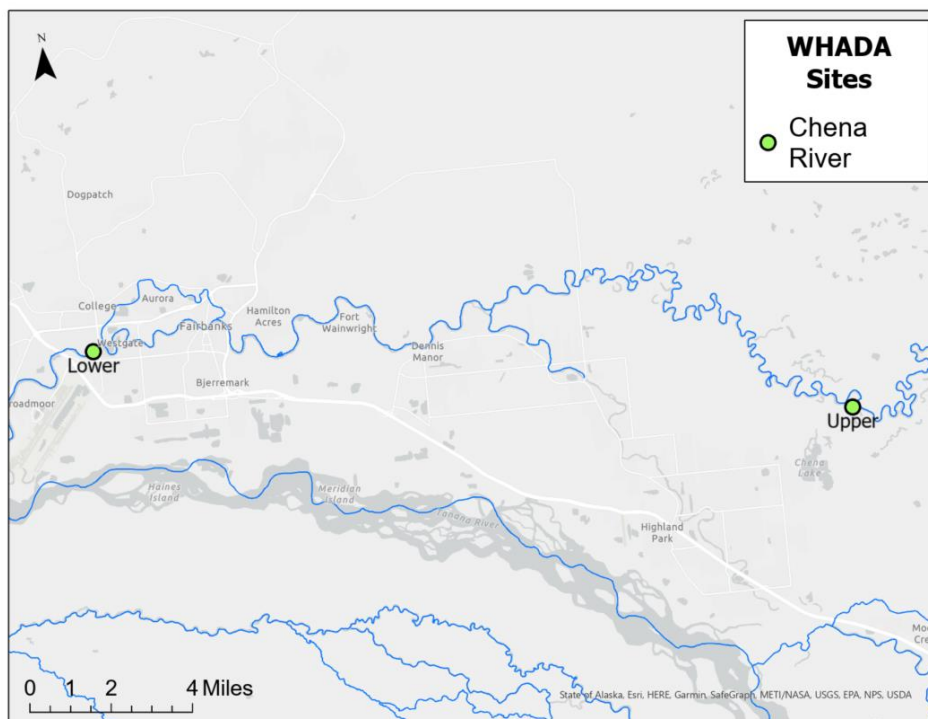 N
WHADA
Sites
Chena
River
Dogpatch
College
Aurora
Hamilton
Acres
Fort
Wainwright
Fairbanks
Westgate
Dennis
Manor
Lower
Bjerremark
roadmoor
Upper
Chena
Lake
Haines
Island
Meridian
Island
Tanana River
Highland
Park
Moo
Cre
0 1 2 4 Miles
State of Alaska, Esri, HERE, Garmin, SafeGraph, METI/NASA, USGS, EPA, NPS, USDA